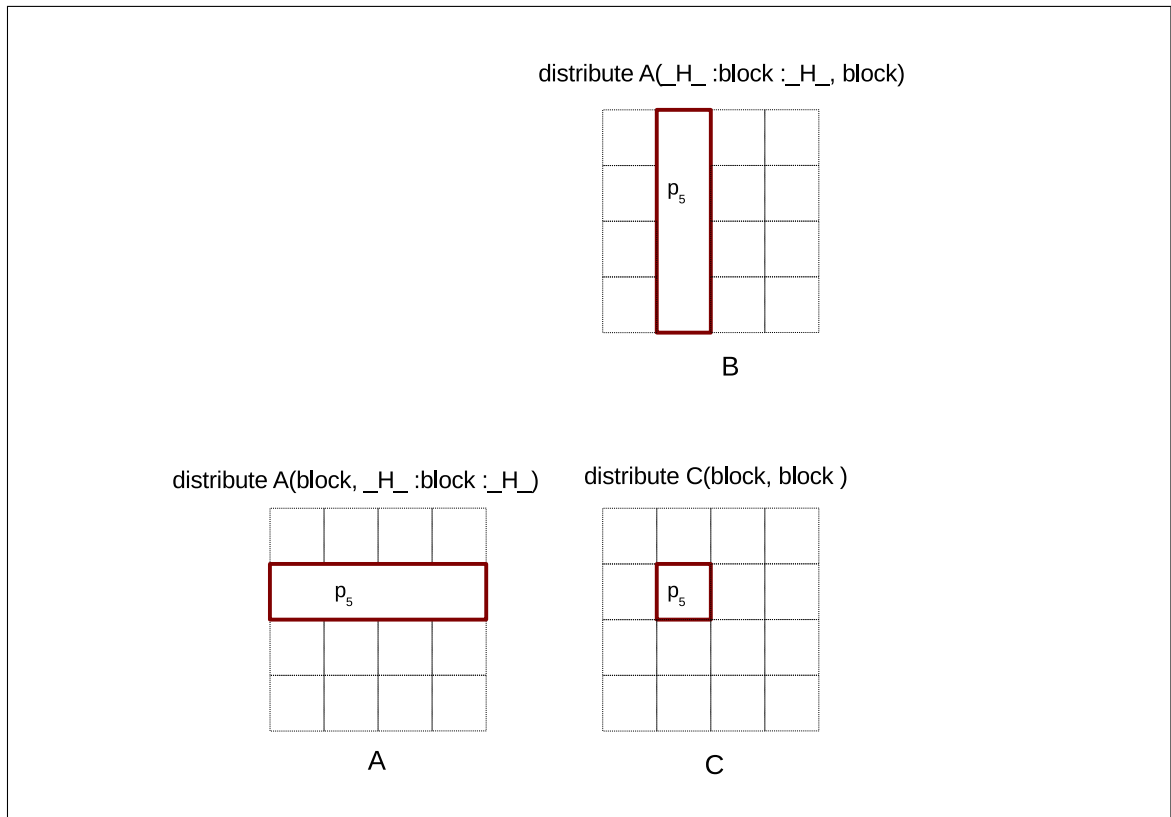 distribute A(_H_ :block :_H_, block)
p5
B
distribute A(block, _H_ :block :_H_)
distribute C(block, block )
p5
p5
A
C